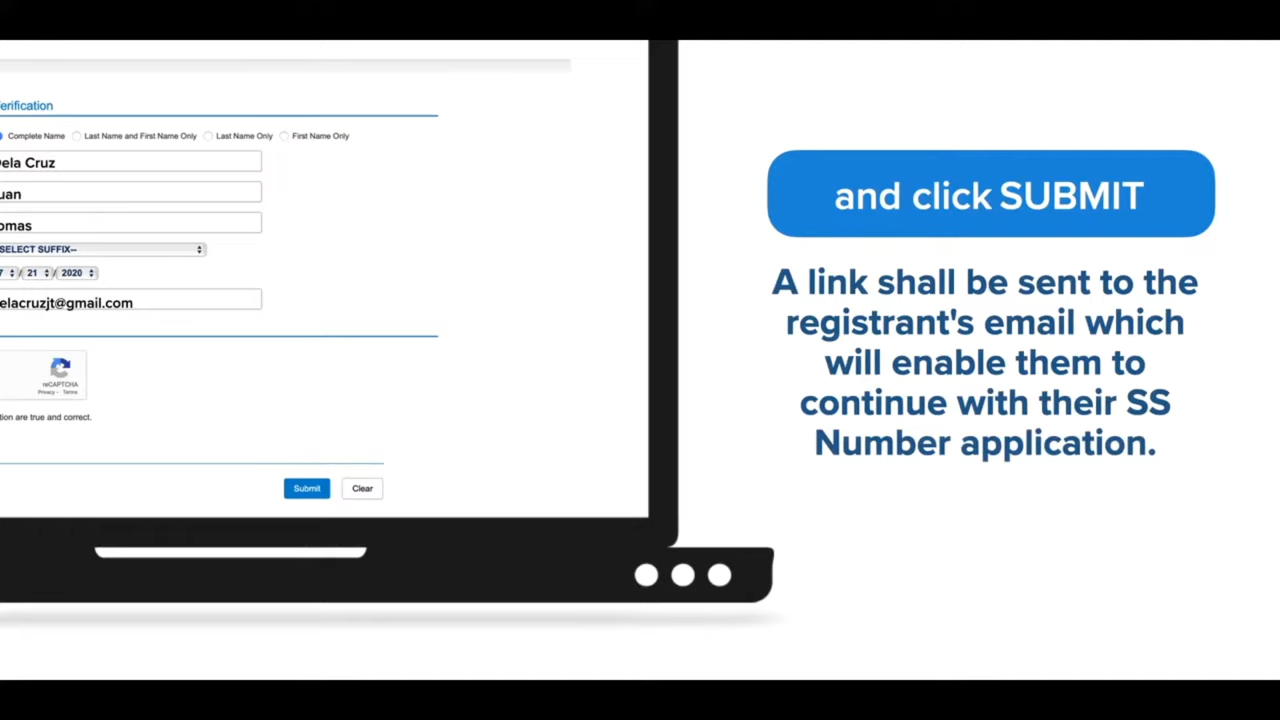 erification
Complete Name Last Name and First Name Only Last Name Only First Name Only
ela Cruz
uan
omas
SELECT SUFFIX--
7 / 21 / 2020
elacruzjt@gmail.com
reCAPTCHA
Privacy - Terms
tion are true and correct.
Submit Clear
and click SUBMIT
A link shall be sent to the
registrant's email which
will enable them to
continue with their SS
Number application.